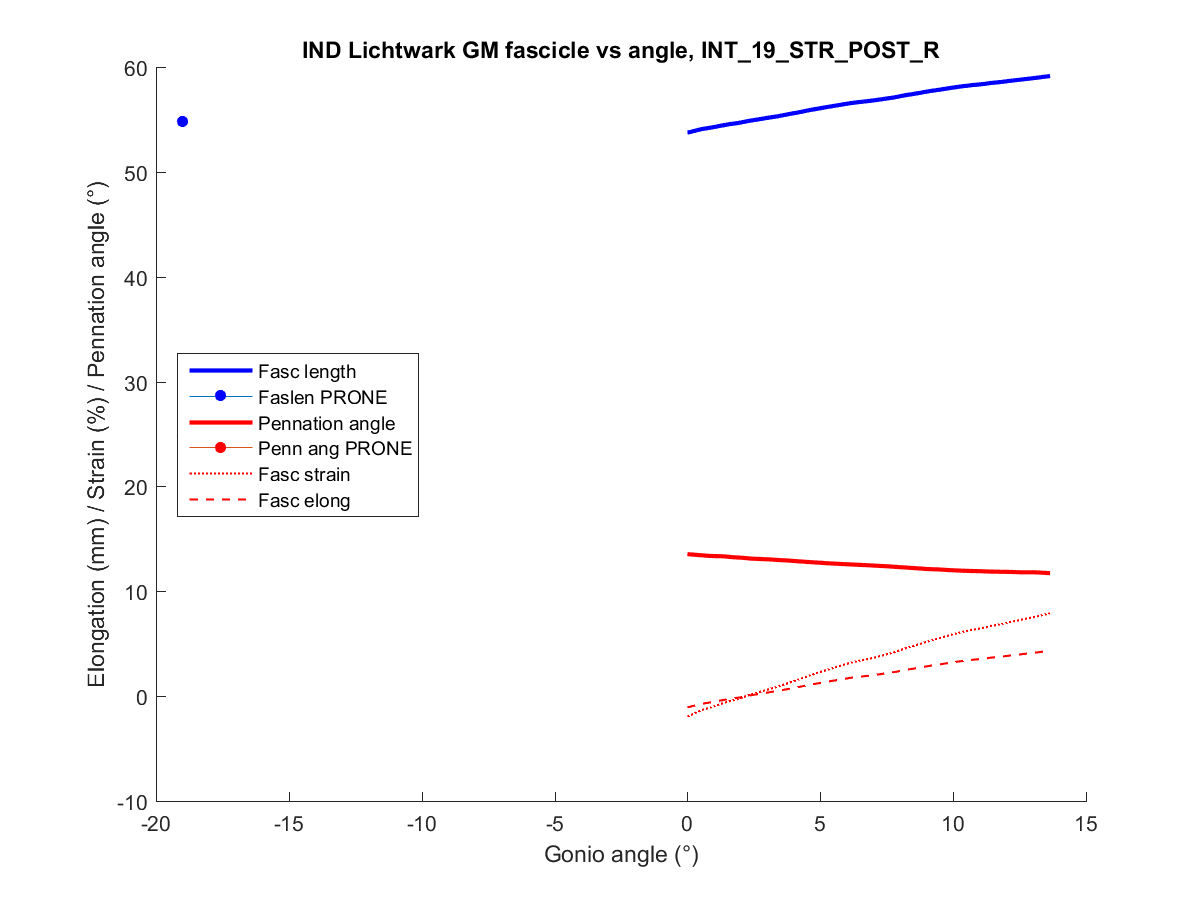 IND Lichtwark GM fascicle vs angle, INT_19_STR_POST_R
Elongation (mm) / Strain (%) / Pennation angle (°)
60
50
40
30
20
10
0
-10
Fasc length
Faslen PRONE
Pennation angle
Penn ang PRONE
Fasc strain
Fasc elong
-20 -15 -10 -5 0 5 10 15
Gonio angle (°)